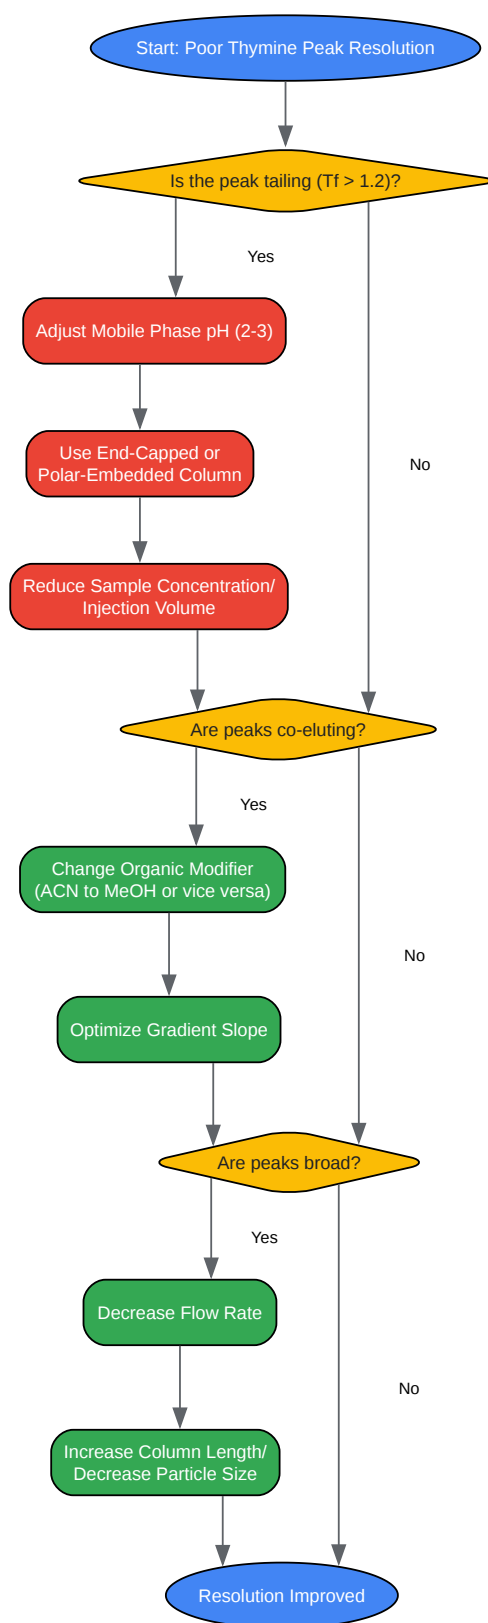 Start: Poor Thymine Peak Resolution
Is the peak tailing (Tf > 1.2)?
Yes
Adjust Mobile Phase pH (2-3)
Use End-Capped or
Polar-Embedded Column
No
Reduce Sample Concentration/
Injection Volume
Are peaks co-eluting?
Yes
Change Organic Modifier
(ACN to MeOH or vice versa)
No
Optimize Gradient Slope
Are peaks broad?
Yes
Decrease Flow Rate
No
Increase Column Length/
Decrease Particle Size
Resolution Improved